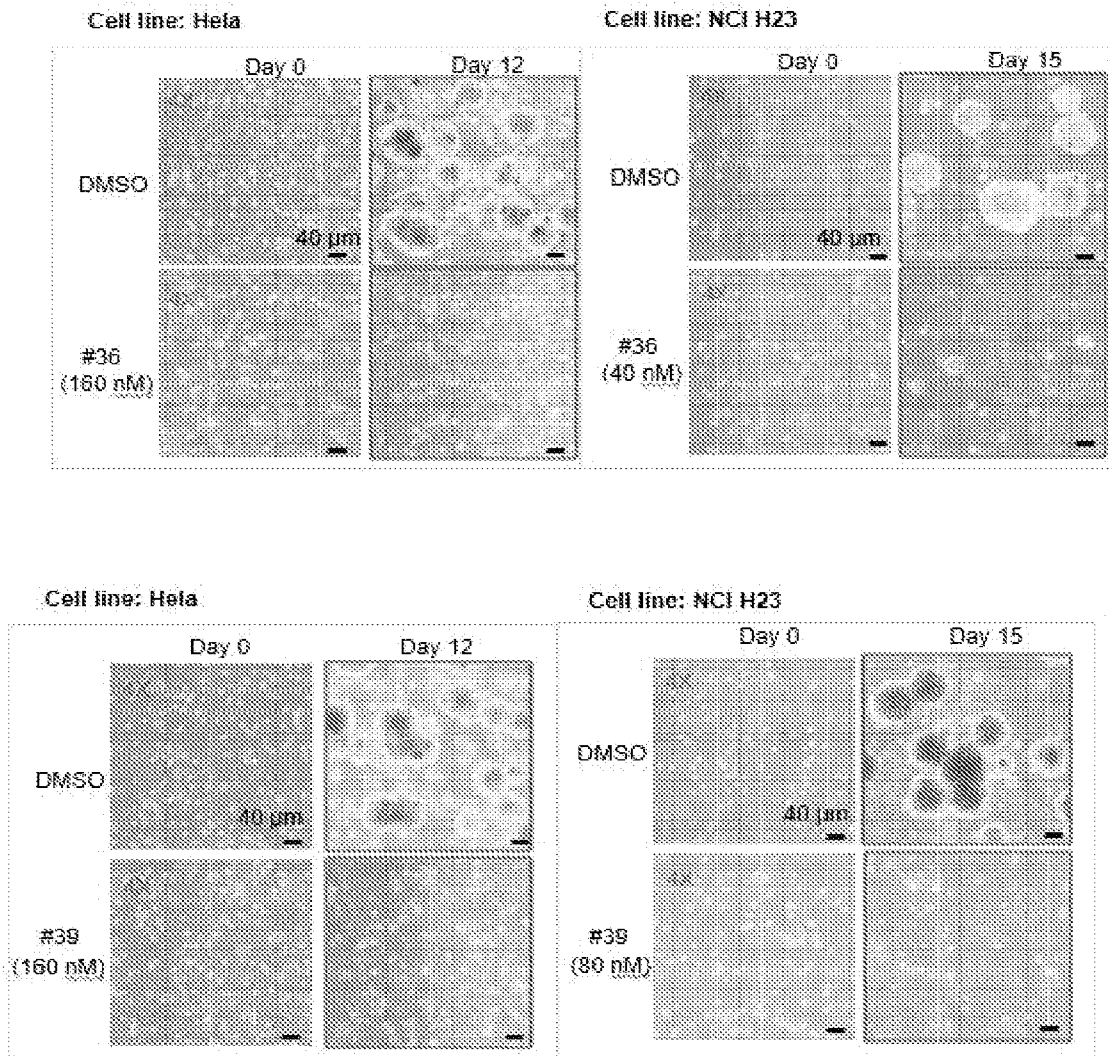 Cell line: Hela
Cell line: NCI H23
Day 0
Day 12
Day 0
Day 15
DMSO
40 µm
DMSO
40 µm
#36
(160 nM)
#36
(40 nM)
Cell line: Hela
Cell line: NCI H23
Day 0
Day 12
Day 0
Day 15
4X
DMSO
40 µm
DMSO
40 µm
4X
#39
(160 nM)
#39
(80 nM)